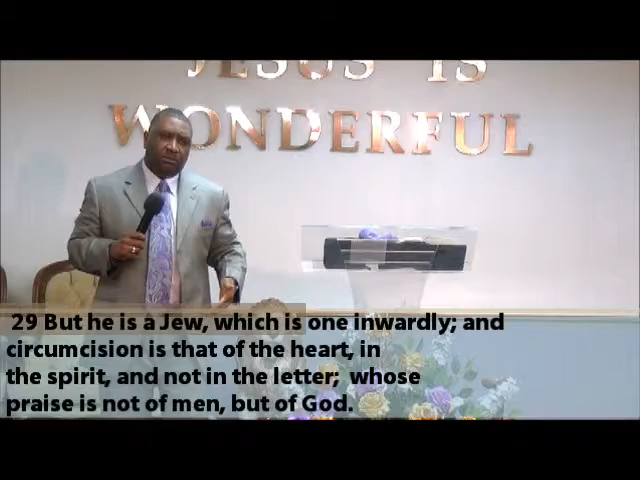 JESUS IS
WONDERFUL
29 But he is a Jew, which is one inwardly; and
circumcision is that of the heart, in
the spirit, and not in the letter; whose
praise is not of men, but of God.